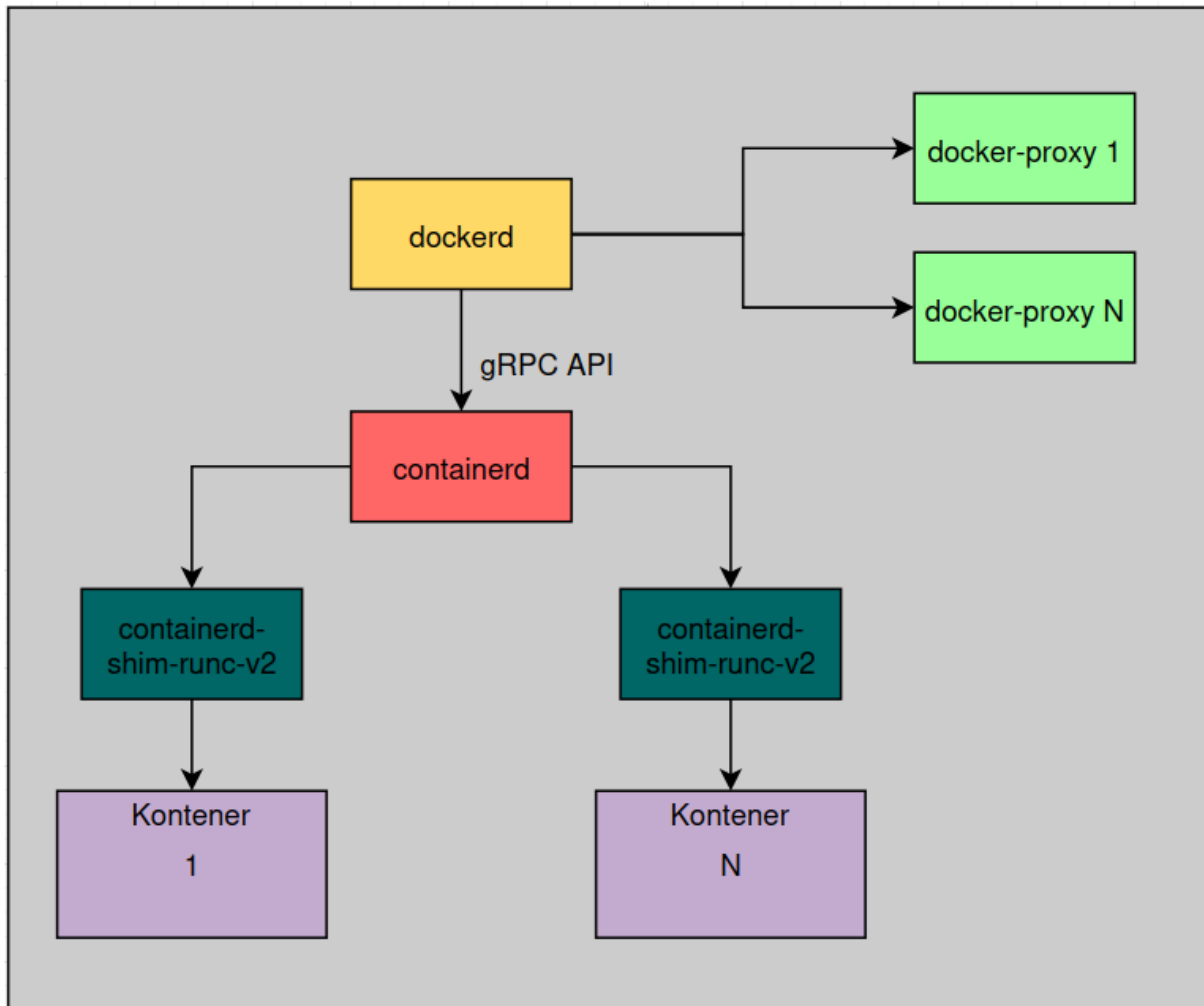 docker-proxy 1
dockerd
docker-proxy N
gRPC API
containerd
containerd-
shim-runc-v2
containerd-
shim-runc-v2
Kontener
1
Kontener
N